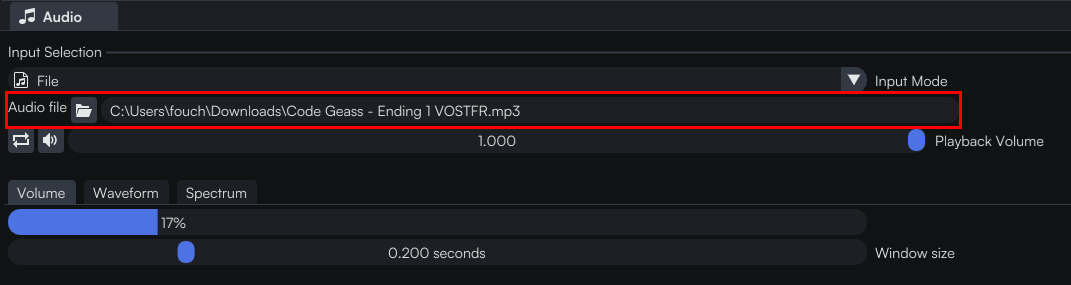 Audio
Input Selection
File Input Mode
Audio file C:\Users\fouch\Downloads\Code Geass - Ending 1 VOSTFR.mp3
1.000 Playback Volume
Volume Waveform Spectrum
17%
0.200 seconds Window size